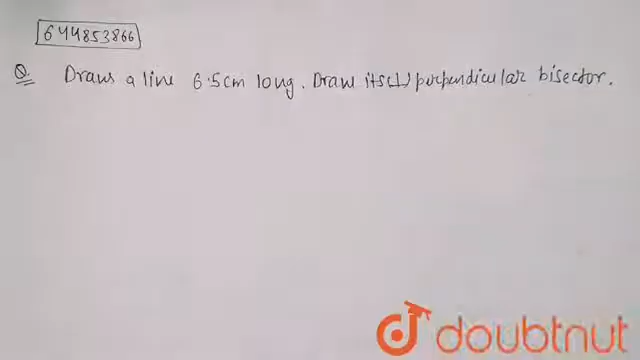 644853866
Q. Draws a line 6.5cm long. Draw its (⊥) perpendicular bisector.
doubtnut